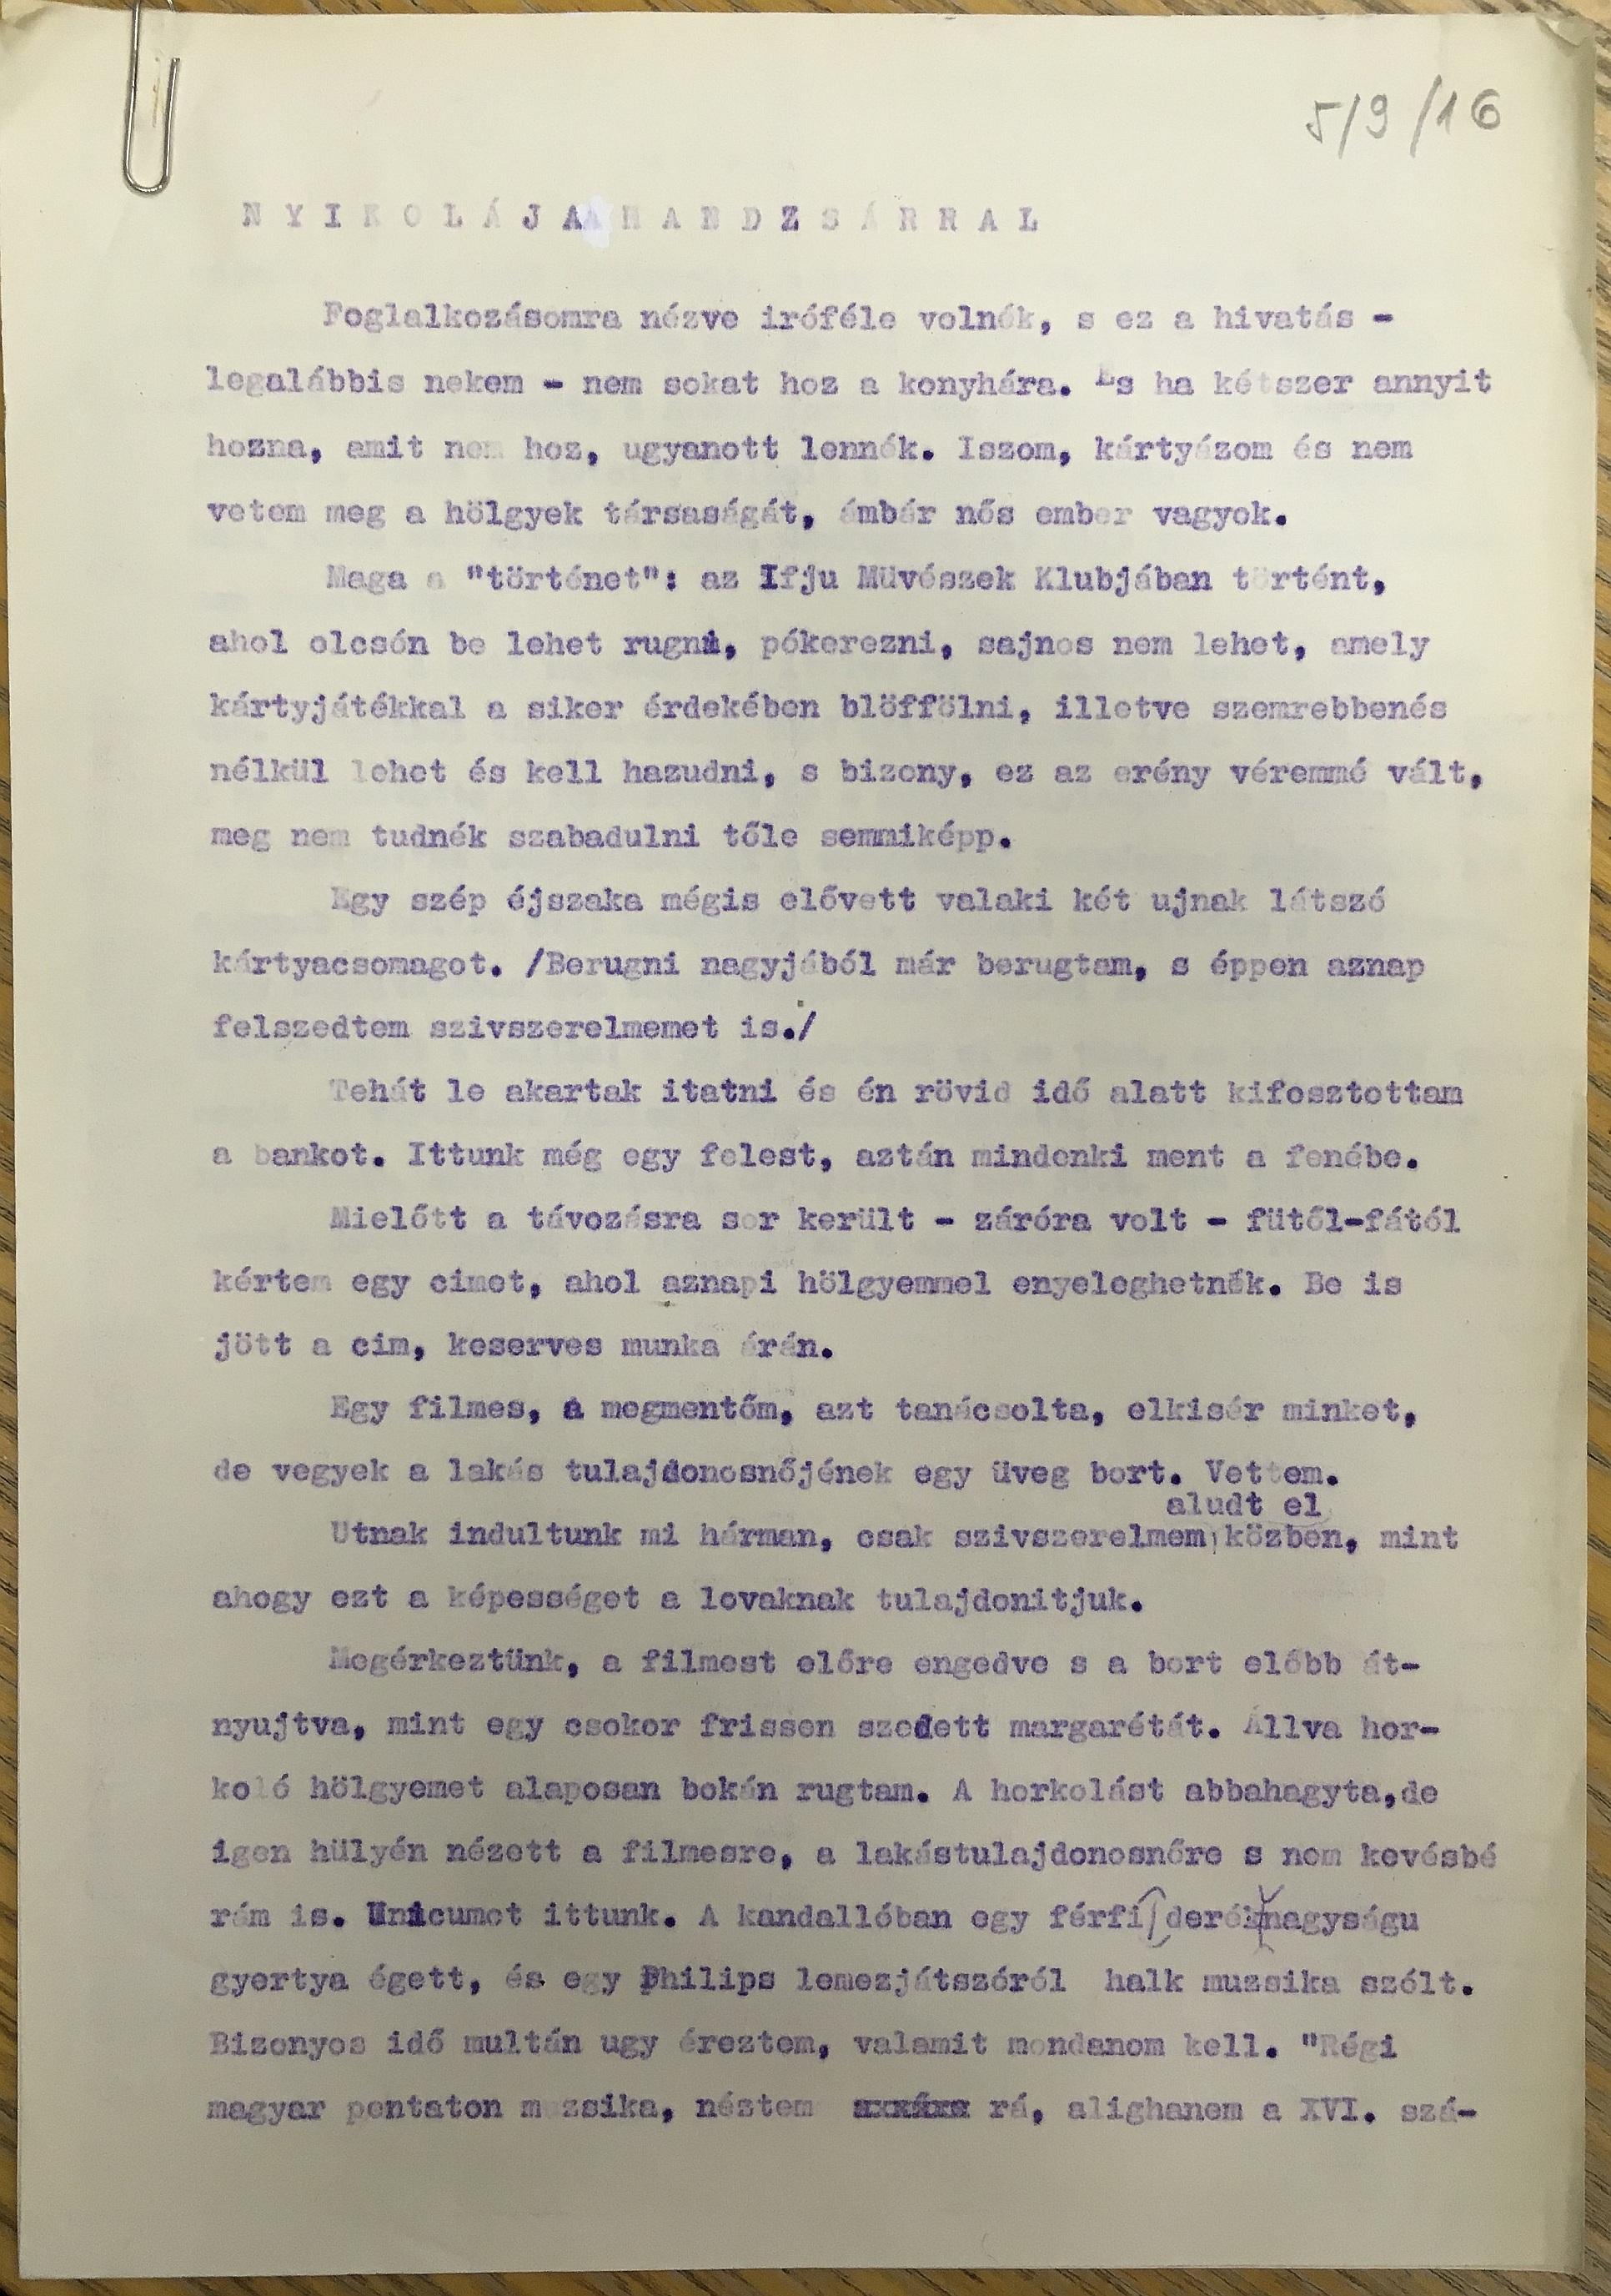 5/9/16
N Y I K O L Á J A A H A N D Z S Á R R A L
Foglalkozásomra nézve iróféle volnék, s ez a hivatás -
legalábbis nekem - nem sokat hoz a konyhára. És ha kétszer annyit
hozna, amit nem hoz, ugyanott lennék. Iszom, kártyázom és nem
vetem meg a hölgyek társaságát, ámbár nős ember vagyok.
Maga a "történet": az Ifju Müvészek Klubjában történt,
ahol olcsón be lehet rugni, pókerezni, sajnos nem lehet, amely
kártyjátékkal a siker érdekében blöffölni, illetve szemrebbenés
nélkül lehet és kell hazudni, s bizony, ez az erény véremmé vált,
meg nem tudnék szabadulni tőle semmiképp.
Egy szép éjszaka mégis elővett valaki két ujnak látszó
kártyacsomagot. /Berugni nagyjából már berugtam, s éppen aznap
felszedtem szivszerelmemet is./
Tehát le akartak itatni és én rövid idő alatt kifosztottam
a bankot. Ittunk még egy felest, aztán mindenki ment a fenébe.
Mielőtt a távozásra sor került - záróra volt - fütől-fától
kértem egy cimet, ahol aznapi hölgyemmel enyeleghetnék. Be is
jött a cim, keserves munka árán.
Egy filmes, a megmentőm, azt tanácsolta, elkisér minket,
de vegyek a lakás tulajdonosnőjének egy üveg bort. Vettem.
aludt el
Utnak indultunk mi hárman, csak szivszerelmem közben, mint
ahogy ezt a képességet a lovaknak tulajdonitjuk.
Megérkeztünk, a filmest előre engedve s a bort előbb át-
nyujtva, mint egy csokor frissen szedett margarétát. Állva hor-
koló hölgyemet alaposan bokán rugtam. A horkolást abbahagyta,de
igen hülyén nézett a filmesre, a lakástulajdonosnőre s nem kevésbé
rám is. Unicumot ittunk. A kandallóban egy férfi derék nagyságu
gyertya égett, és egy Philips lemezjátszóról halk muzsika szólt.
Bizonyos idő multán ugy éreztem, valamit mondanom kell. "Régi
magyar pentaton muzsika, néztem rá, alighanem a XVI. szá-